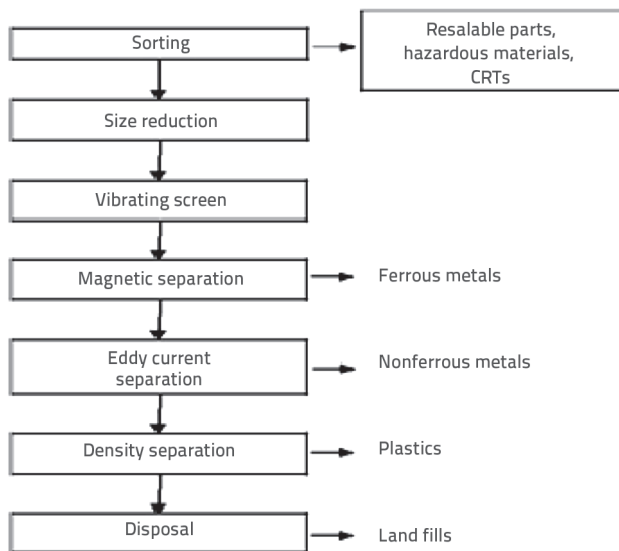 Sorting
Resalable parts,
hazardous materials,
CRTs
Size reduction
Vibrating screen
Magnetic separation
Ferrous metals
Eddy current
separation
Nonferrous metals
Density separation
Plastics
Disposal
Land fills